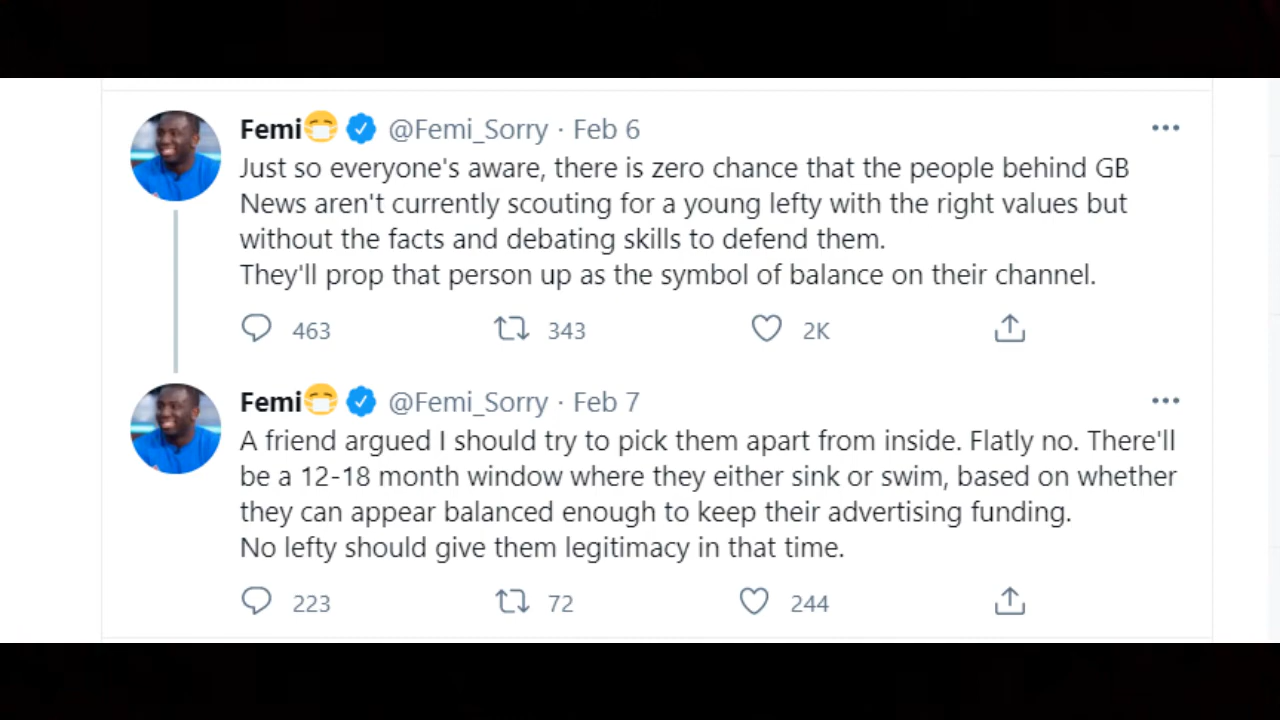 Femi😷 @Femi_Sorry · Feb 6
Just so everyone's aware, there is zero chance that the people behind GB
News aren't currently scouting for a young lefty with the right values but
without the facts and debating skills to defend them.
They'll prop that person up as the symbol of balance on their channel.
463 343 2K
Femi😷 @Femi_Sorry · Feb 7
A friend argued I should try to pick them apart from inside. Flatly no. There'll
be a 12-18 month window where they either sink or swim, based on whether
they can appear balanced enough to keep their advertising funding.
No lefty should give them legitimacy in that time.
223 72 244